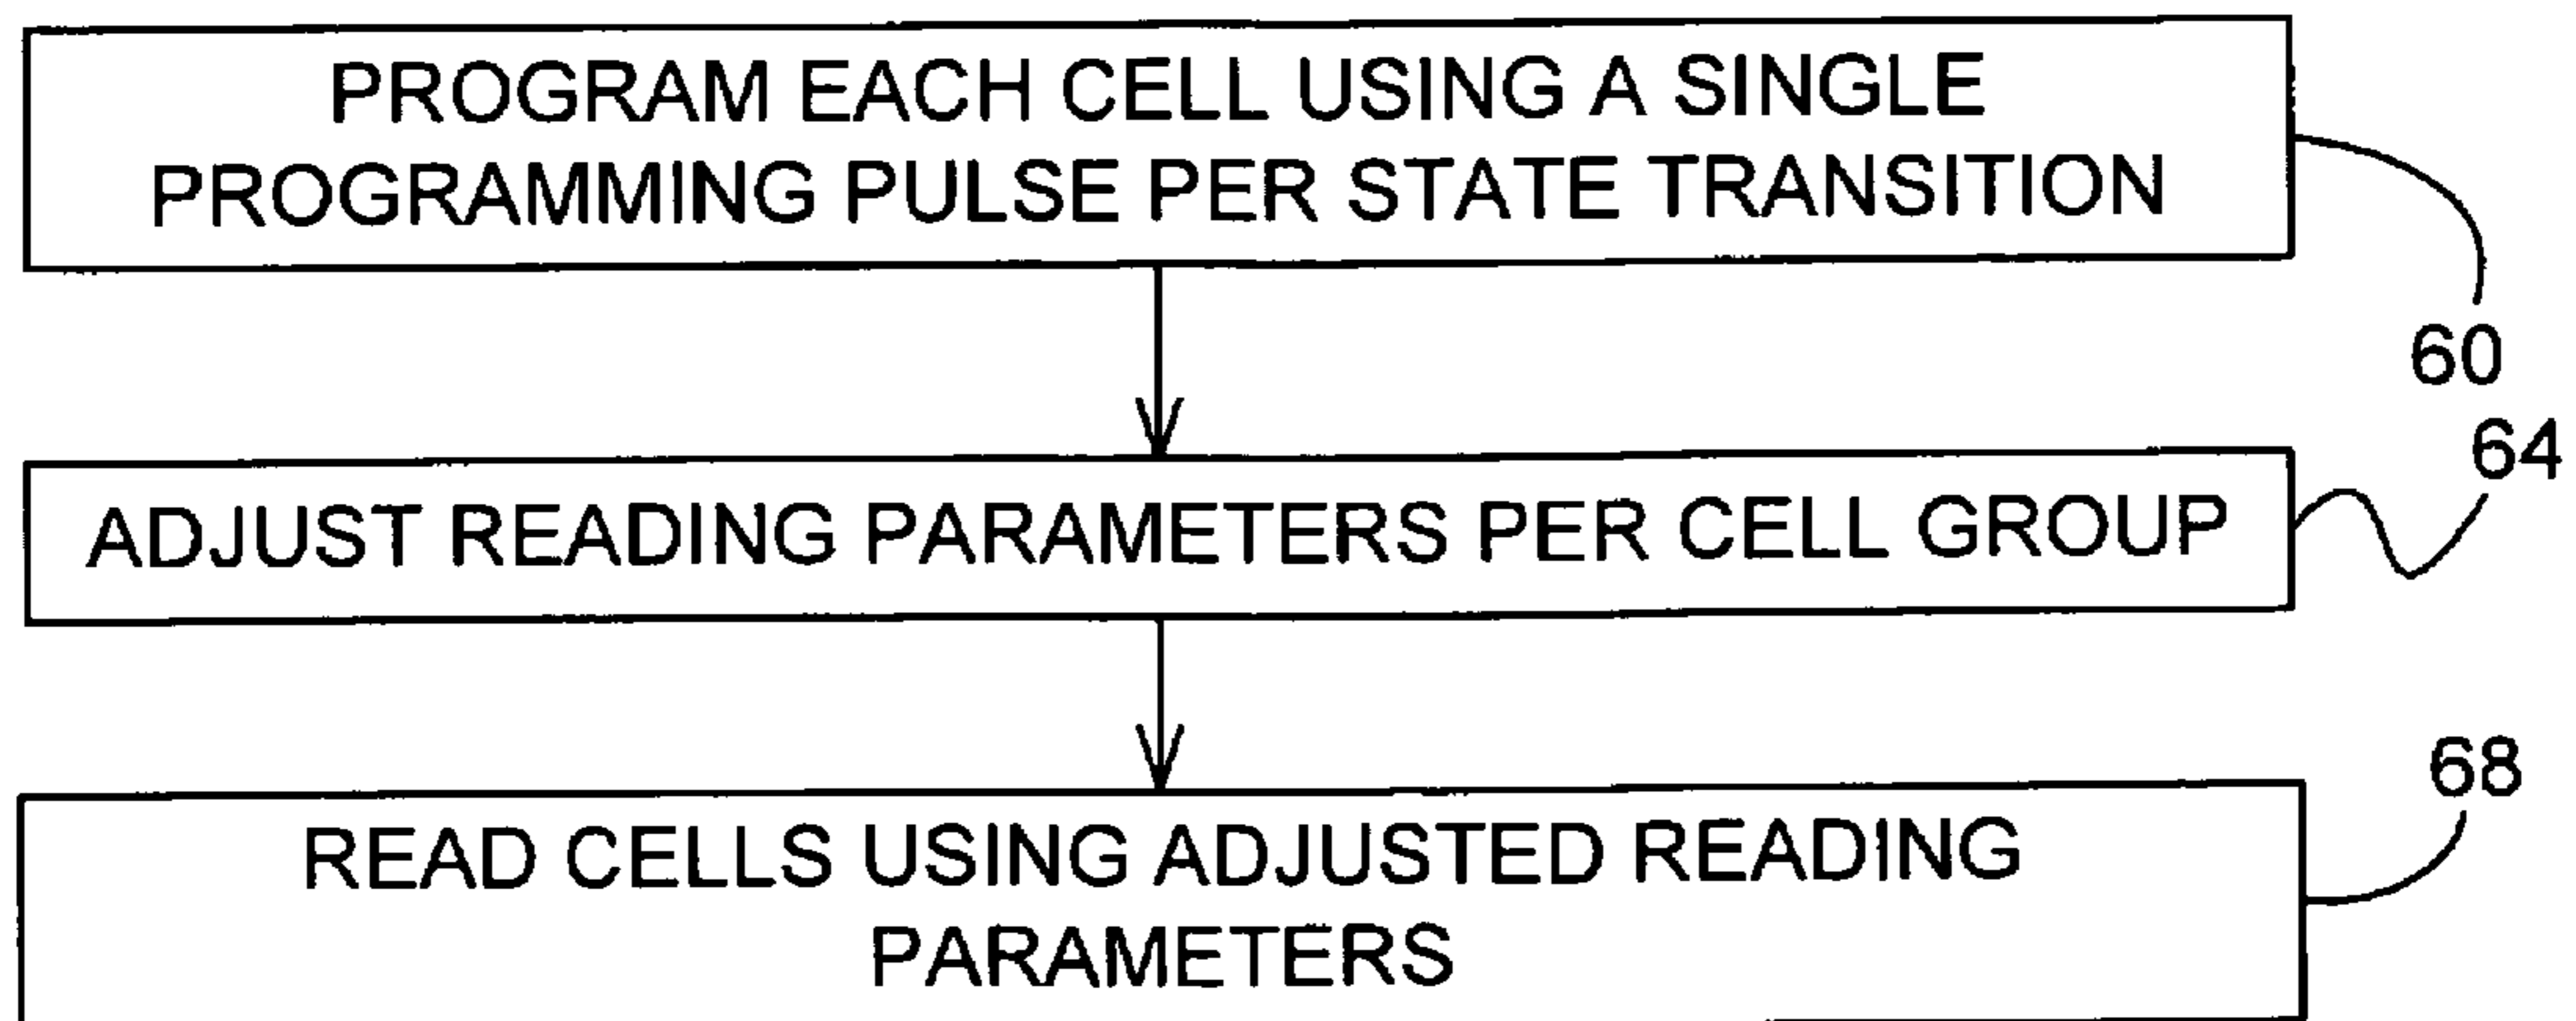 PROGRAM EACH CELL USING A SINGLE
PROGRAMMING PULSE PER STATE TRANSITION
60
64
ADJUST READING PARAMETERS PER CELL GROUP
68
READ CELLS USING ADJUSTED READING
PARAMETERS